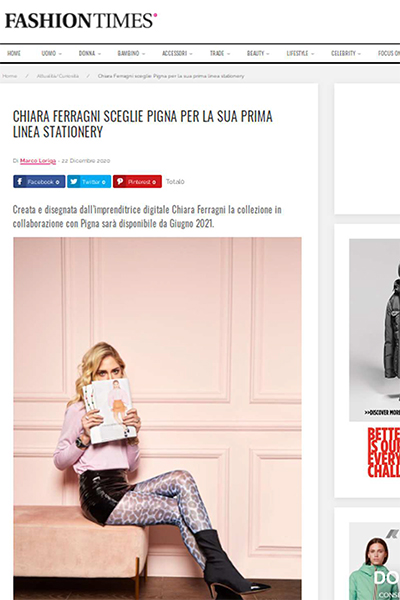 FASHIONTIMES
HOME UOMO DONNA BAMBINO ACCESSORI TRADE BEAUTY LIFESTYLE CELEBRITY FOCUS ON
Home / Attualità/Curiosità / Chiara Ferragni sceglie Pigna per la sua prima linea stationery
CHIARA FERRAGNI SCEGLIE PIGNA PER LA SUA PRIMA
LINEA STATIONERY
Di Marco Loriga - 22 Dicembre 2020
Facebook 0 Twitter 0 Pinterest 0 Total0
Creata e disegnata dall'imprenditrice digitale Chiara Ferragni la collezione in
collaborazione con Pigna sarà disponibile da Giugno 2021.
>>DISCOVER MORE
BETTE
IS OUR
EVERY
CHALL
DO
CONSE